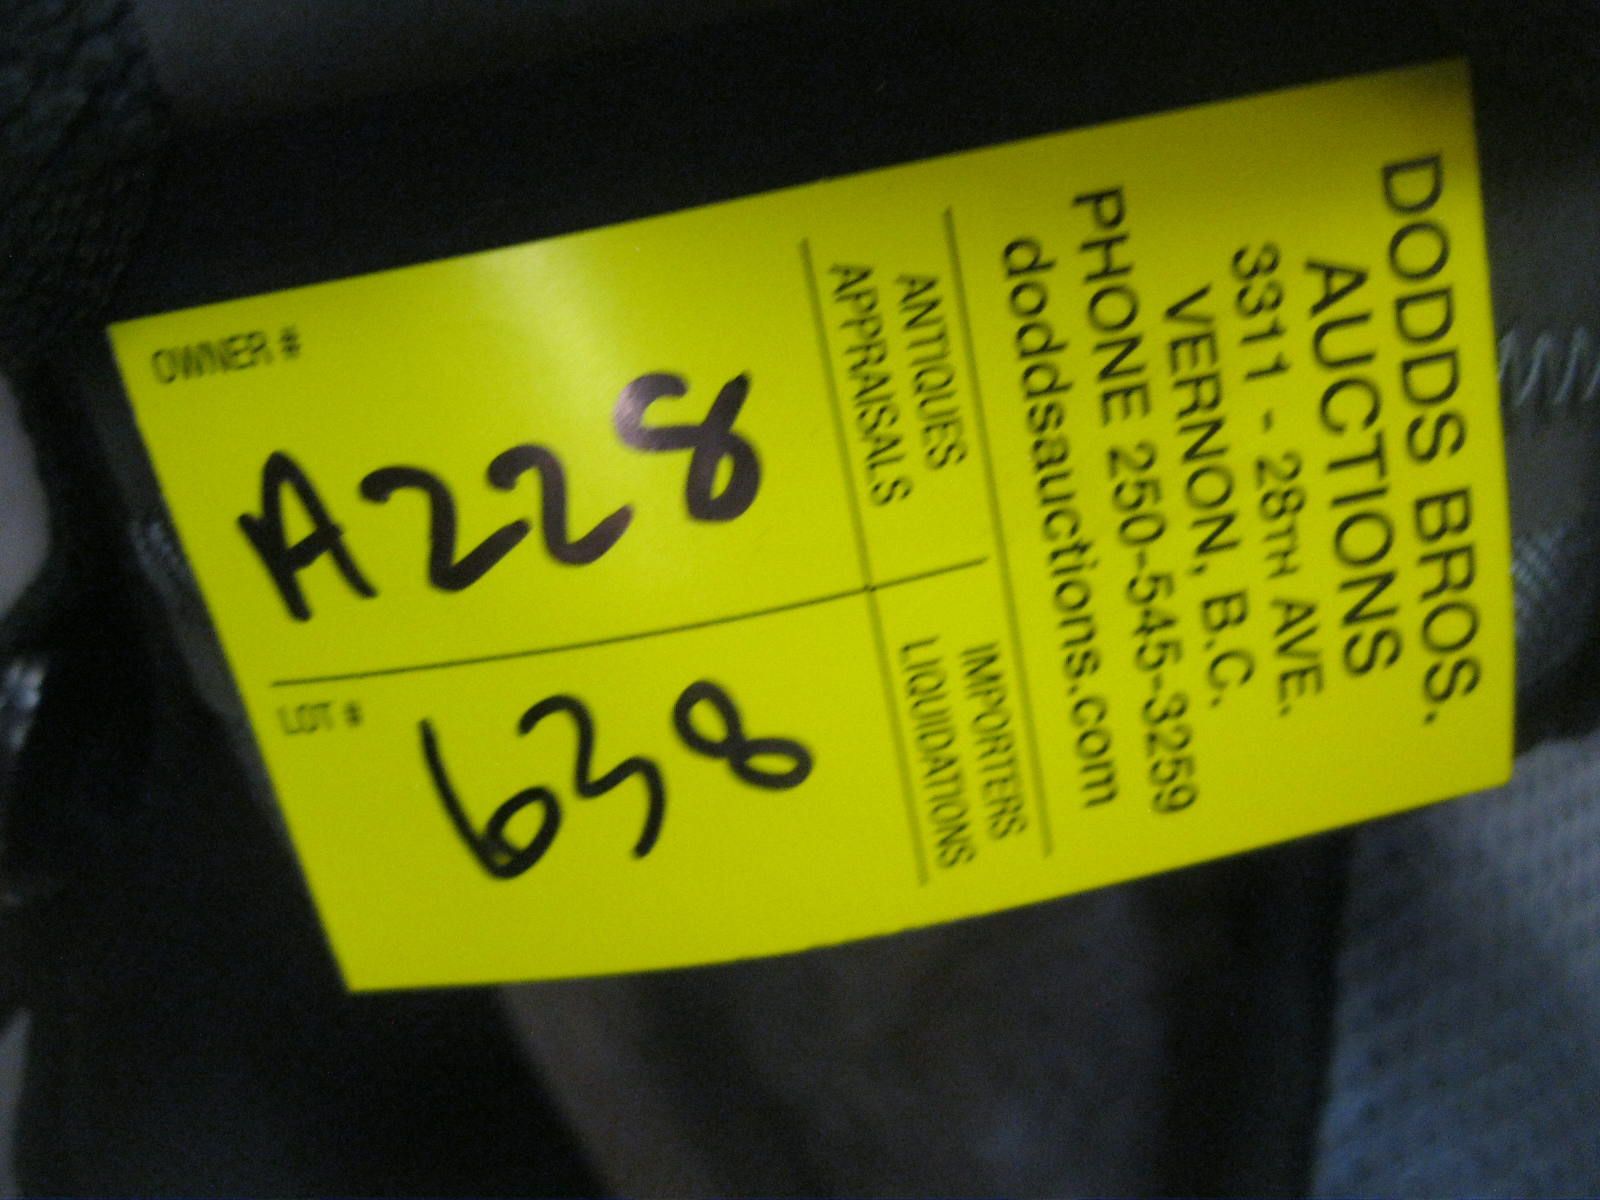 DODDS BROS.
AUCTIONS
3311 - 28TH AVE.
VERNON, B.C.
PHONE 250-545-3259
doddsauctions.com
ANTIQUES
APPRAISALS
IMPORTERS
LIQUIDATIONS
OWNER #
A228
LOT #
638